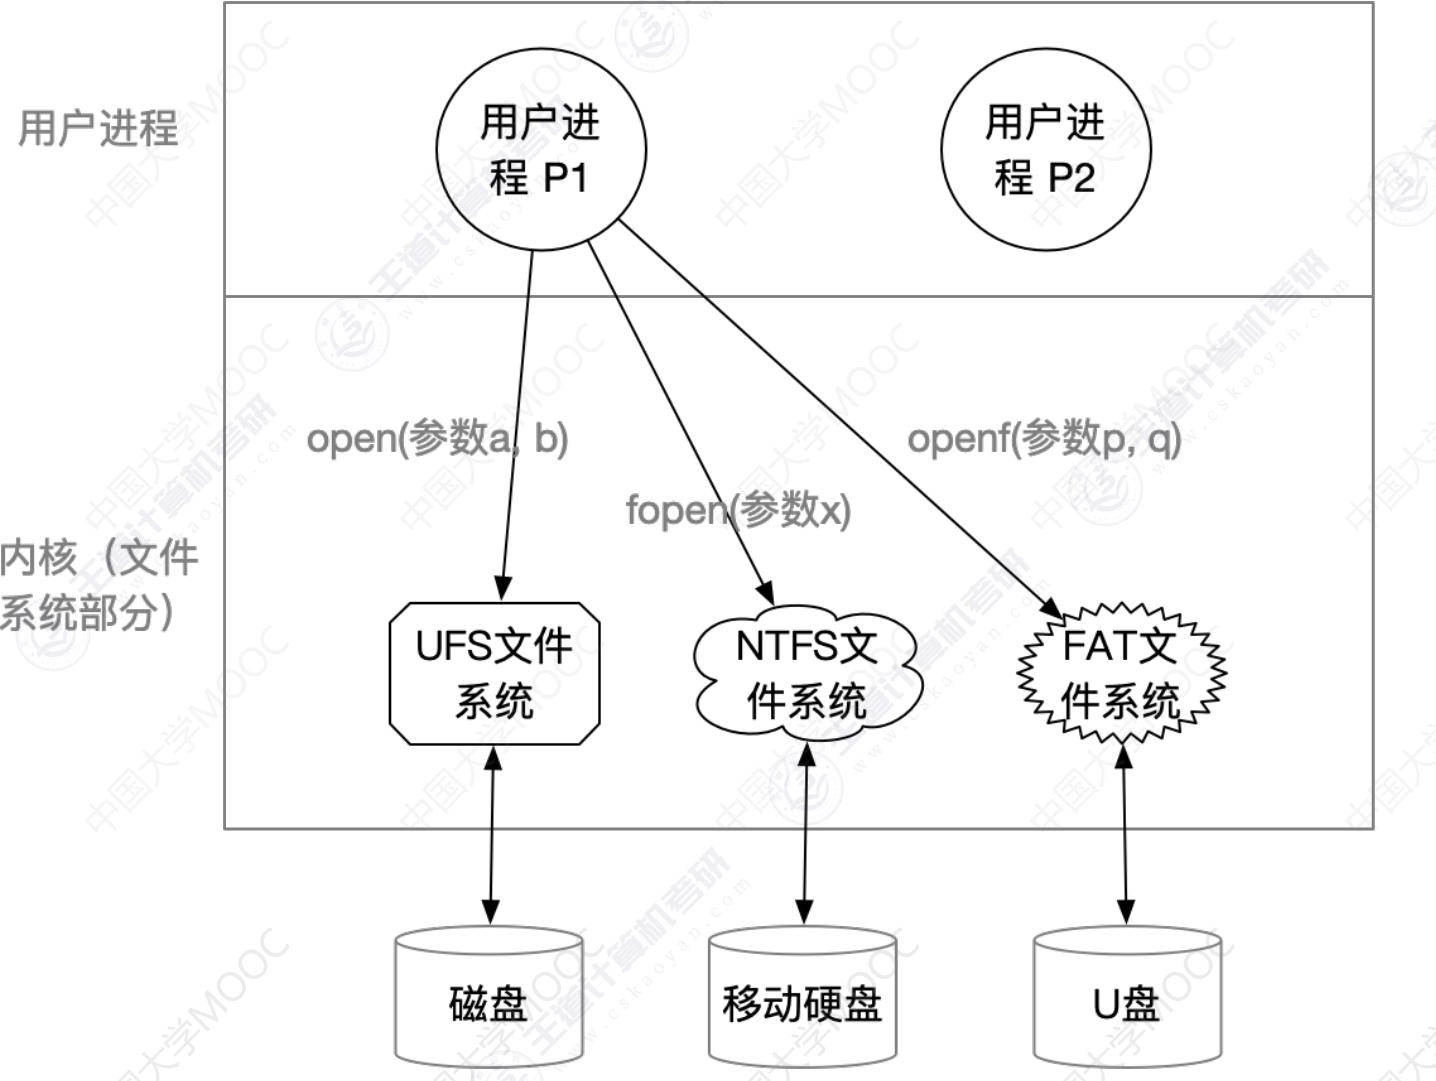 用户进程
用户进
程 P1
用户进
程 P2
open(参数a, b)
openf(参数p, q)
fopen(参数x)
内核（文件
系统部分）
UFS文件
系统
NTFS文
件系统
FAT文
件系统
磁盘
移动硬盘
U盘
中国大学MOOC
王道计算机考研
www.cskaoyan.com